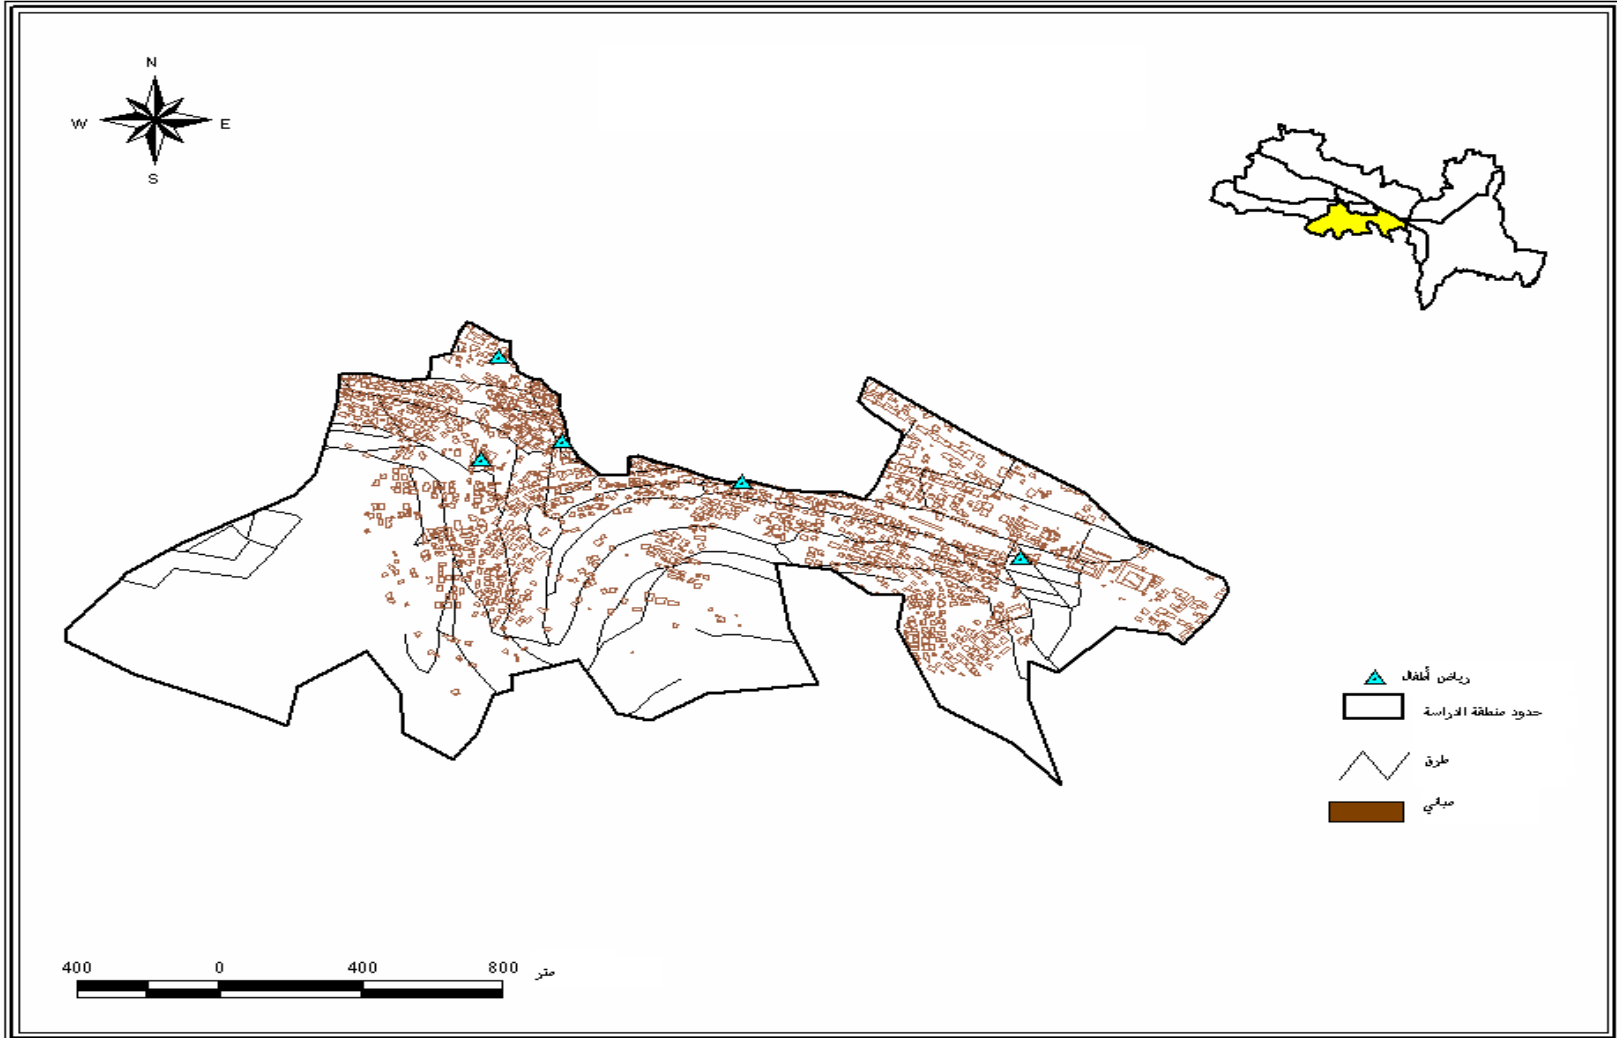 N
W E
S
رياض أطفال
حدود منطقة الدراسة
طرق
مباني
400 0 400 800 متر